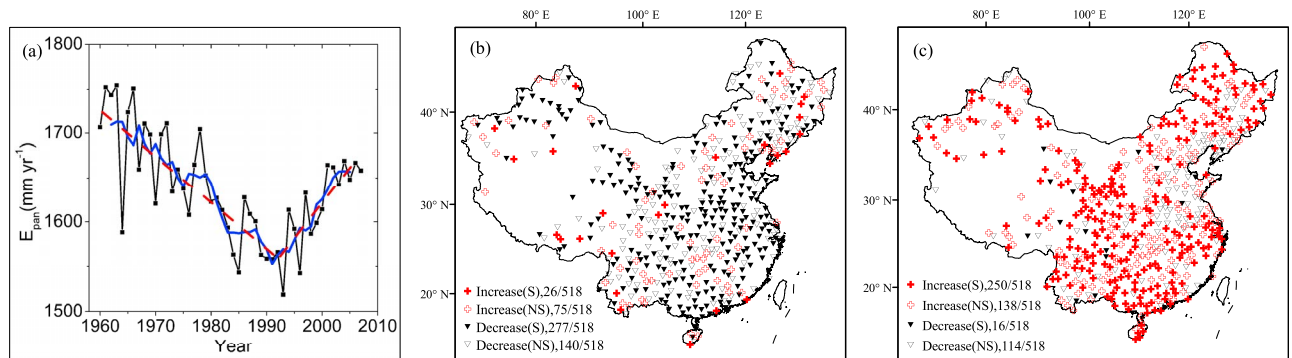 (a)
1800
1700
1600
1500
E_pan(mm yr⁻¹)
1960 1970 1980 1990 2000 2010
Year
80° E 100° E 120° E
(b)
40° N
30° N
20° N
Increase(S),26/518
Increase(NS),75/518
Decrease(S),277/518
Decrease(NS),140/518
80° E 100° E 120° E
(c)
40° N
30° N
20° N
Increase(S),250/518
Increase(NS),138/518
Decrease(S),16/518
Decrease(NS),114/518